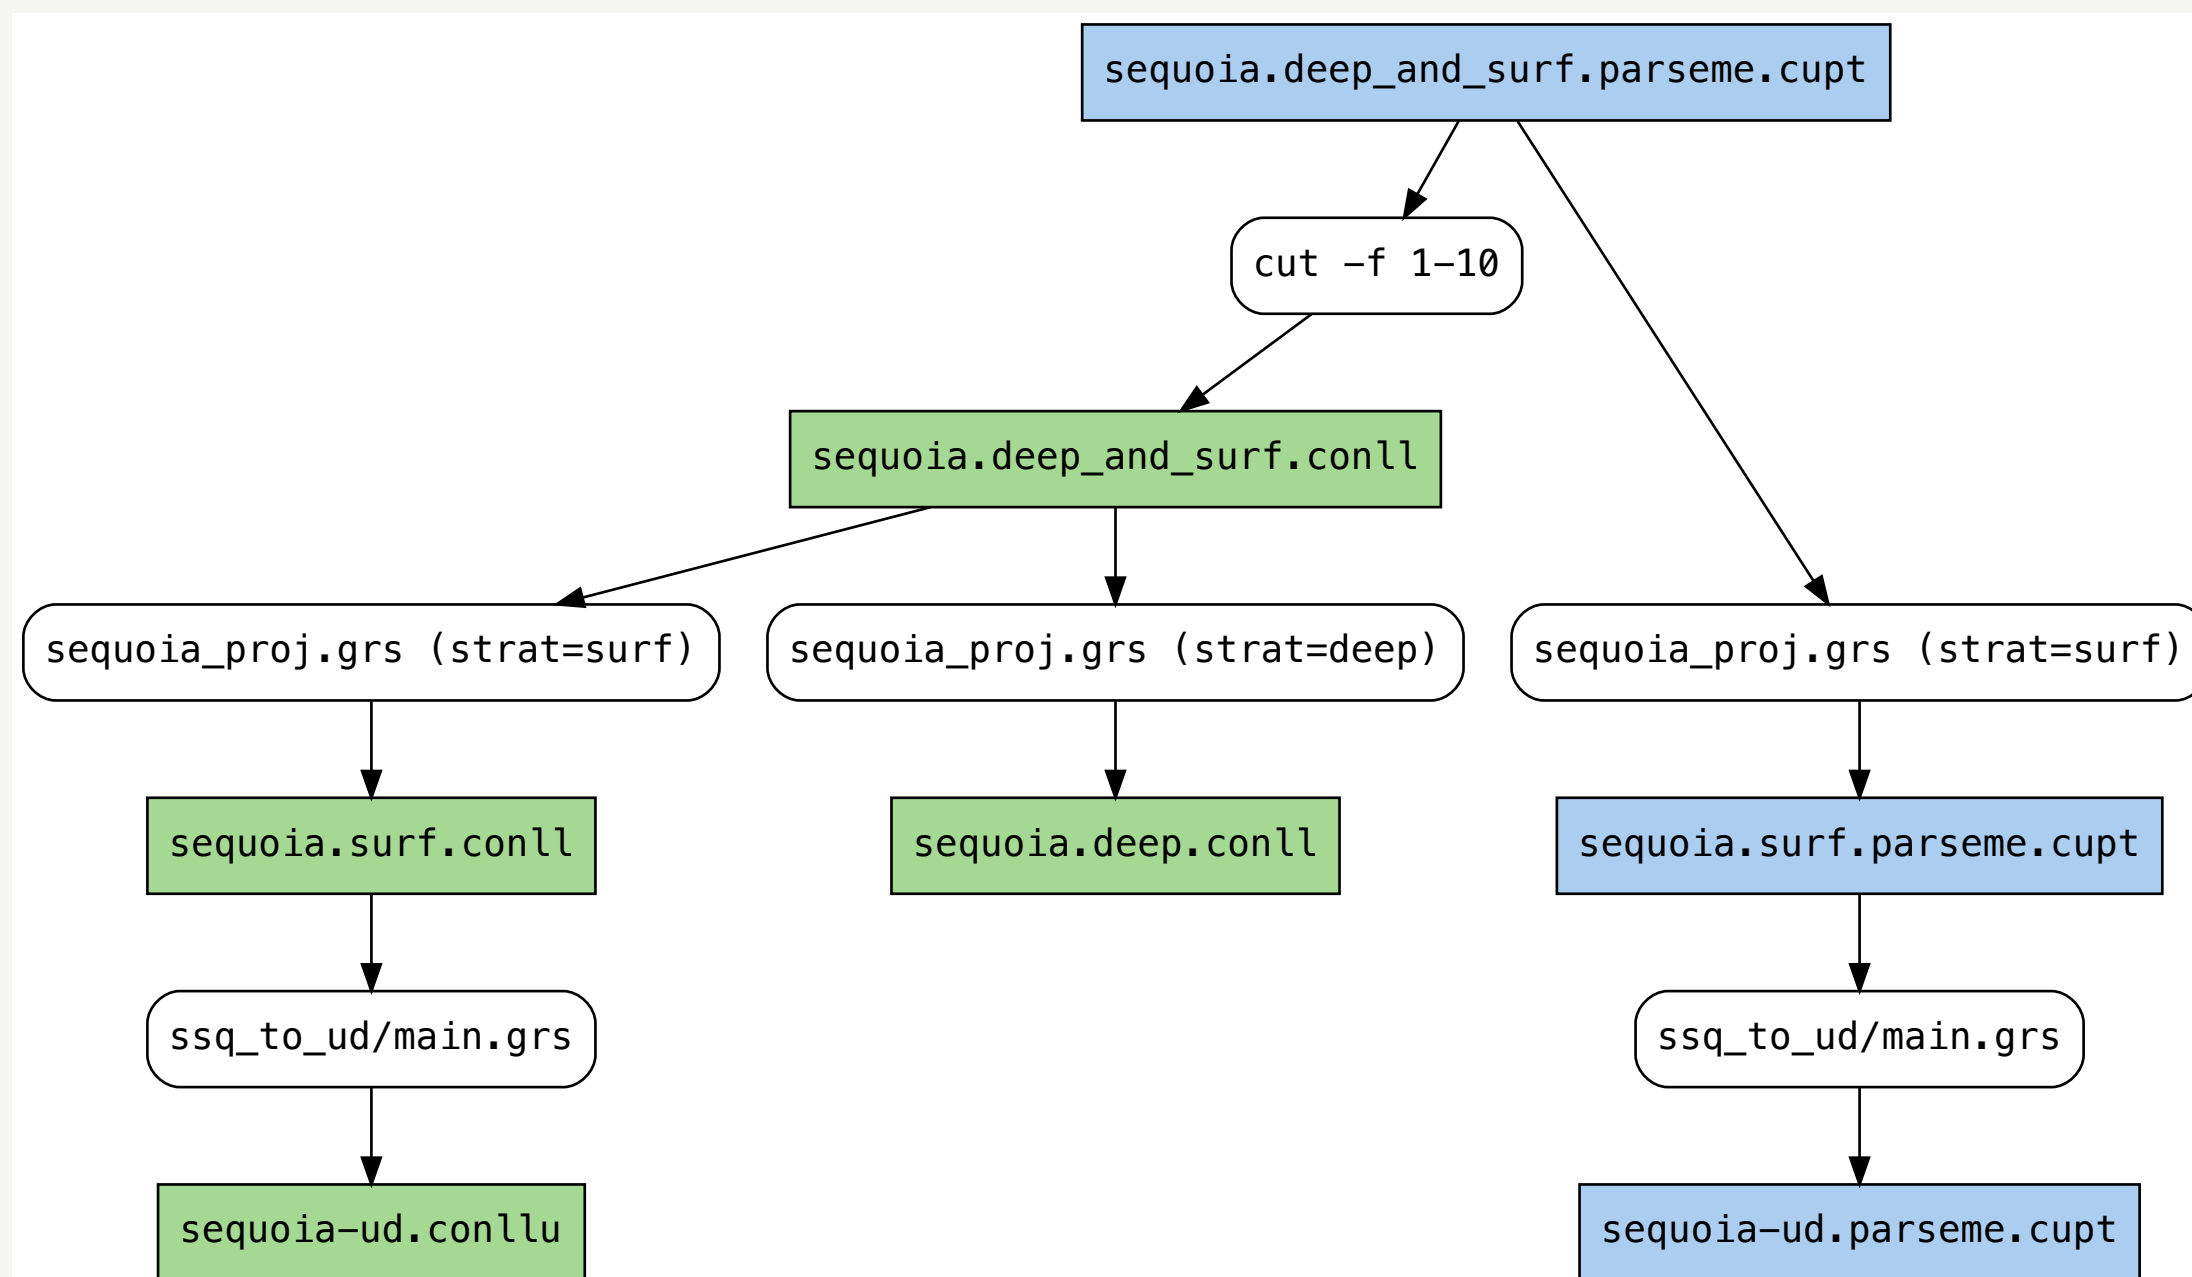 sequoia.deep_and_surf.parseme.cupt
cut -f 1-10
sequoia.deep_and_surf.conll
sequoia_proj.grs (strat=surf)
sequoia_proj.grs (strat=deep)
sequoia_proj.grs (strat=surf)
sequoia.surf.conll
sequoia.deep.conll
sequoia.surf.parseme.cupt
ssq_to_ud/main.grs
ssq_to_ud/main.grs
sequoia-ud.conllu
sequoia-ud.parseme.cupt